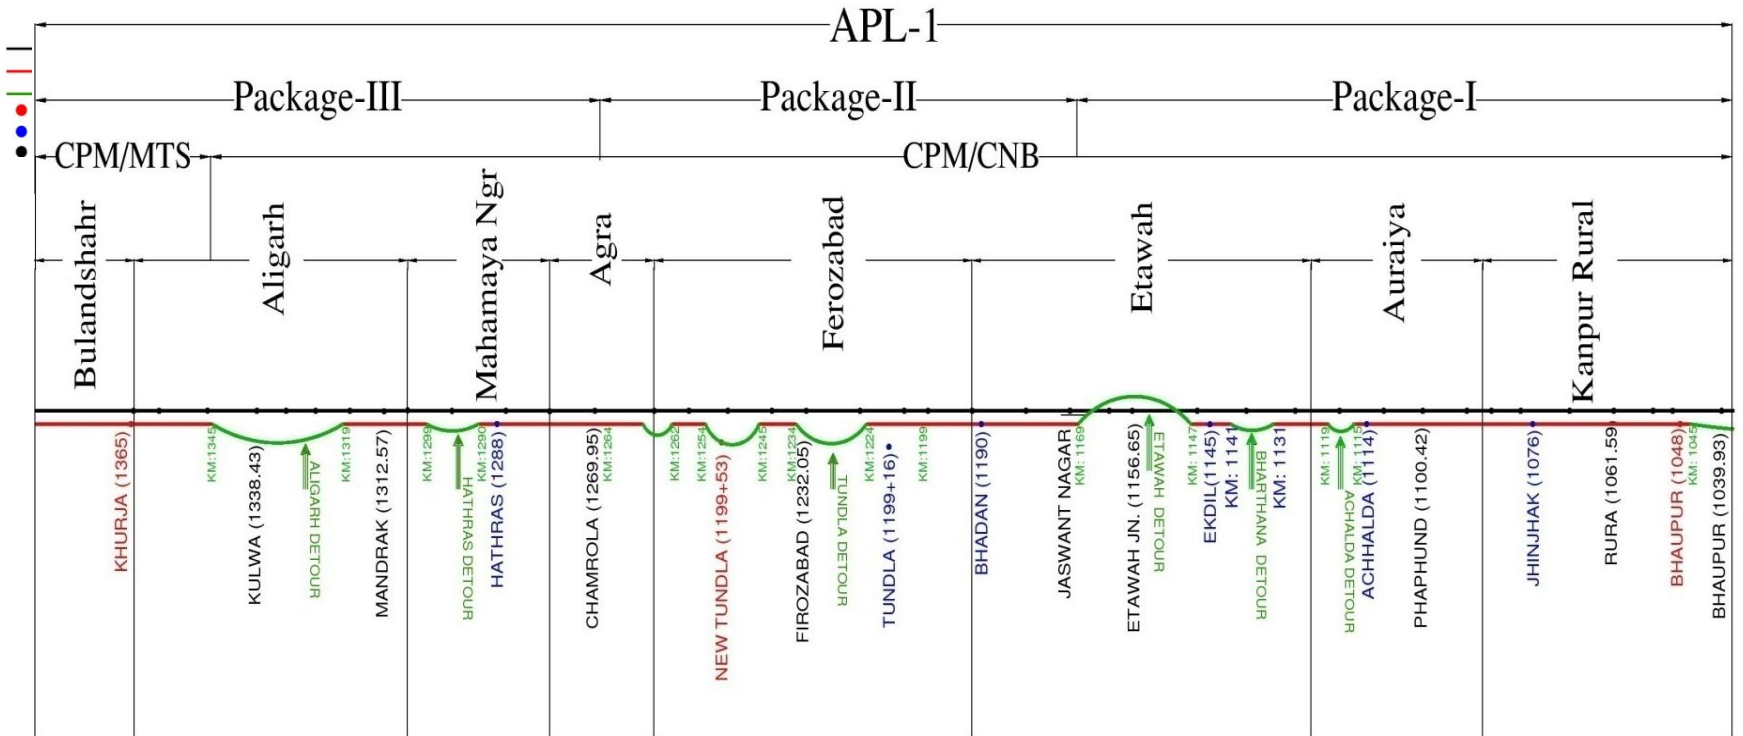 APL-1
Package-III
Package-II
Package-I
CPM/MTS
CPM/CNB
Bulandshahr
Aligarh
Mahamaya Ngr
Agra
Ferozabad
Etawah
Auraiya
Kanpur Rural
KHURJA (1365)
KM:1345
KULWA (1338.43)
ALIGARH DETOUR
KM:1319
MANDRAK (1312.57)
KM:1299
HATHRAS DETOUR
KM:1290
HATHRAS (1288)
CHAMROLA (1269.95)
KM:1264
KM:1262
KM:1254
NEW TUNDLA (1199+53)
KM:1245
KM:1234
FIROZABAD (1232.05)
TUNDLA DETOUR
KM:1224
TUNDLA (1199+16)
KM:1199
BHADAN (1190)
JASWANT NAGAR
KM: 1169
ETAWAH JN. (1156.65)
ETAWAH DETOUR
KM: 1147
EKDIL(1145)
KM: 1141
BHARTHANA DETOUR
KM: 1131
KM: 1119
ACHALDA DETOUR
KM: 1115
ACHHALDA (1114)
PHAPHUND (1100.42)
JHINJHAK (1076)
RURA (1061.59)
BHAUPUR (1048)
KM: 1045
BHAUPUR (1039.93)